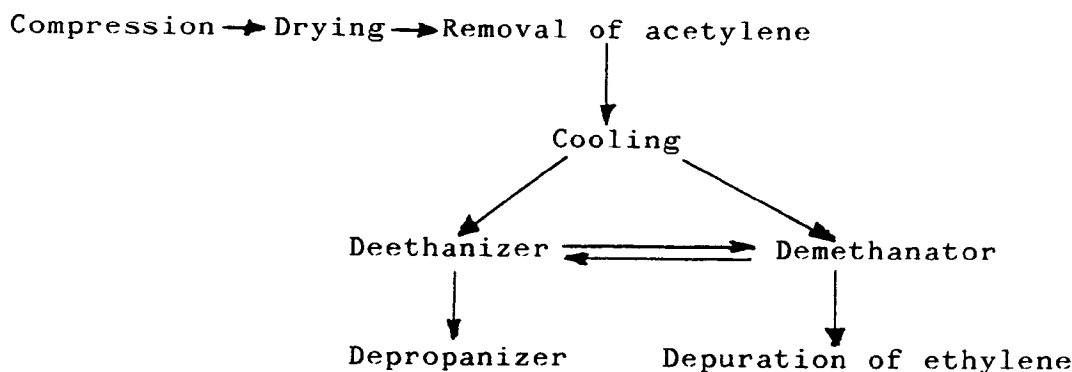 Compression → Drying → Removal of acetylene
Cooling
Deethanizer Demethanator
Depropanizer Depuration of ethylene